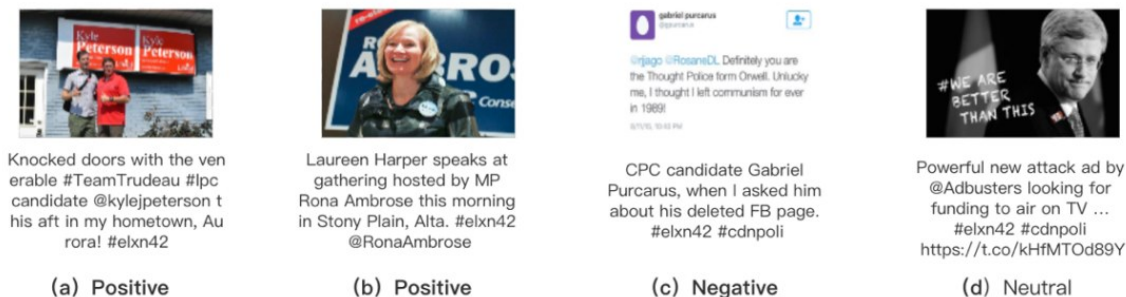 Kyle
Peterson
Kyle
Peterson
RO
AMBROS
Conse
gabriel purcarus
@gpurcarus
@rjago @RosaneDL Definitely you are
the Thought Police form Orwell. Unlucky
me, I thought I left communism for ever
in 1989!
#WE ARE
BETTER
THAN THIS
Knocked doors with the ven
erable #TeamTrudeau #lpc
candidate @kylejpeterson t
his aft in my hometown, Au
rora! #elxn42
(a) Positive
Laureen Harper speaks at
gathering hosted by MP
Rona Ambrose this morning
in Stony Plain, Alta. #elxn42
@RonaAmbrose
(b) Positive
CPC candidate Gabriel
Purcarus, when I asked him
about his deleted FB page.
#elxn42 #cdnpoli
(c) Negative
Powerful new attack ad by
@Adbusters looking for
funding to air on TV ...
#elxn42 #cdnpoli
https://t.co/kHfMTOd89Y
(d) Neutral